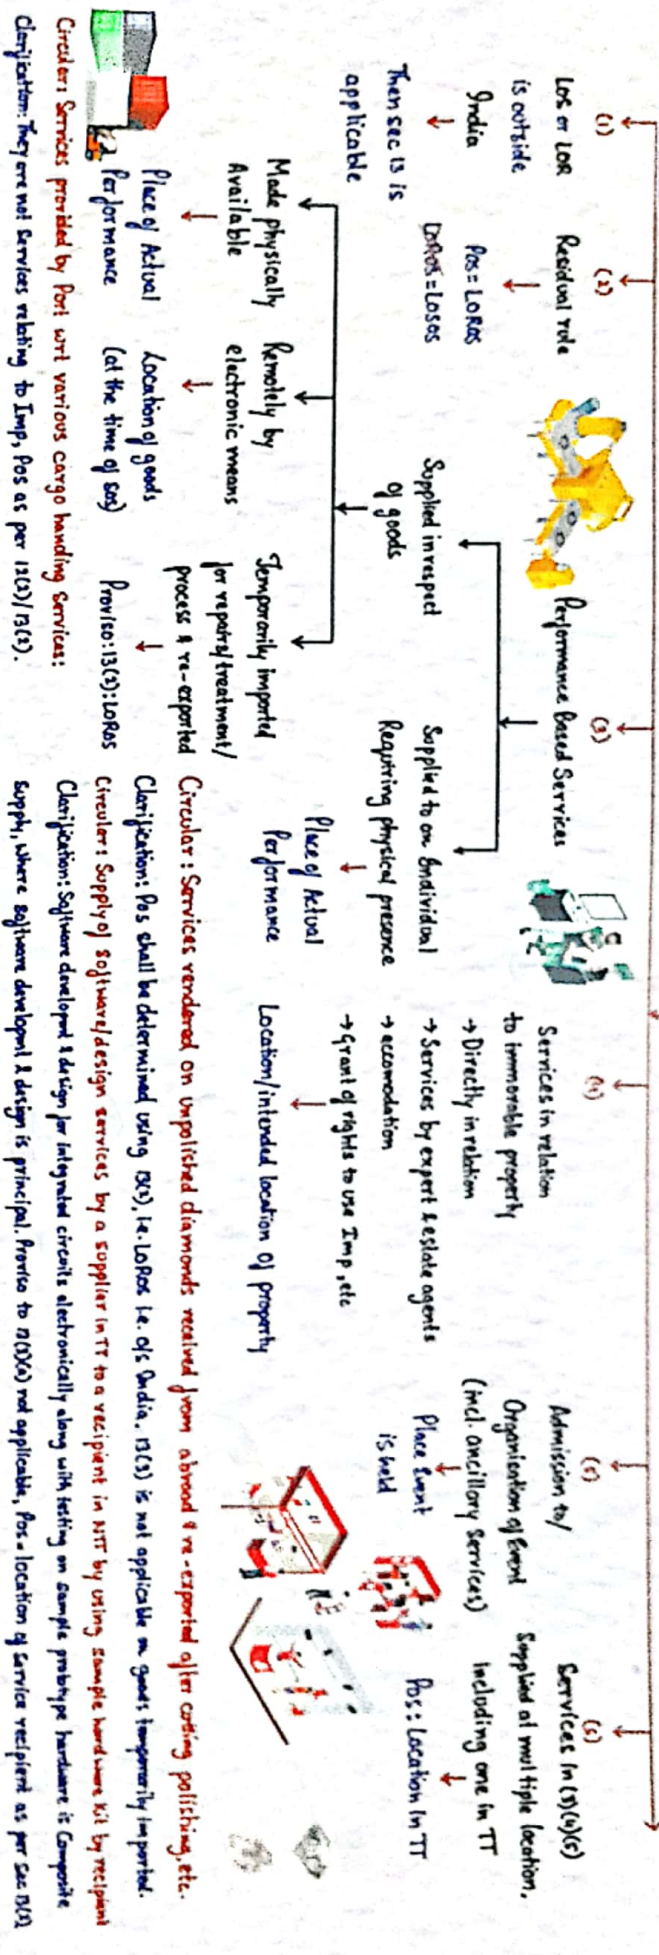 (1)
LOS or LOR
is outside
India
Then sec 13 is
applicable
(2)
Residual rule
POS = LOROS
LOROS = LOSOS
(3)
Performance Based Services
Supplied in respect
of goods
Made physically
Available
Place of Actual
Performance
Remotely by
electronic means
Location of goods
(at the time of SOS)
Temporarily imported
for repairs/treatment/
process & re-exported
Proviso: 13(2): LOROS
Supplied to an Individual
Requiring physical presence
Place of Actual
Performance
(4)
Services in relation
to immovable property
→ Directly in relation
→ Services by expert & estate agents
→ accomodation
→ Grant of rights to use Imp, etc
Location/intended location of property
(5)
Admission to/
Organisation of Event
(incl. ancillory Services)
Place Event
is held
(6)
Services in (3)(4)(5)
Supplied at multiple location,
including one in TT
POS: Location in TT
Circular: Services provided by Port wrt various cargo handing Services:
Clarification: They are not Services relating to Imp, Pos as per 12(2)/13(2).
Circular: Services rendered on unpolished diamonds received from abroad & re-exported after cutting polishing, etc.
Clarification: Pos shall be determined using 13(2), i.e. LOROS i.e. o/s India. 13(3) is not applicable on goods temporarily imported.
Circular: Supply of Software/design services by a supplier in TT to a recipient in NTT by using sample hardware kit by recipient
Clarification: Software developmt & design for integrated circuits electronically along with testing on sample prototype hardware is Composite
Supply, where software developmt & design is principal. Proviso to 13(3)(a) not applicable, Pos = location of service recipient as per sec 13(2)